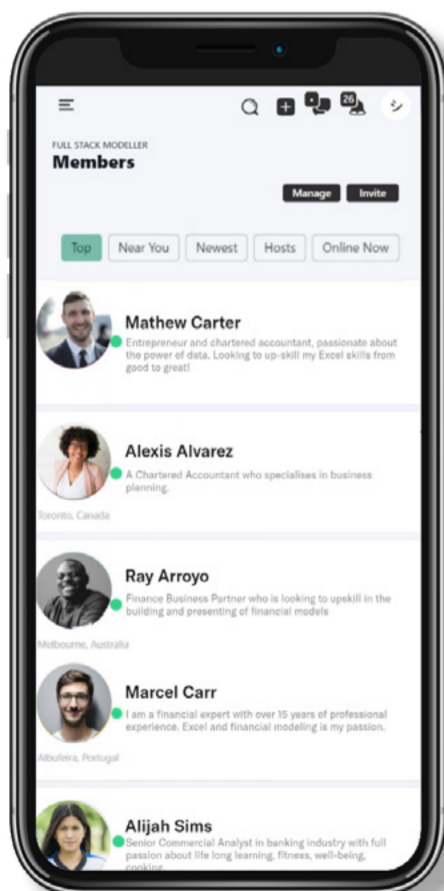 26
FULL STACK MODELLER
Members
Manage Invite
Top Near You Newest Hosts Online Now
Mathew Carter
Entrepreneur and chartered accountant, passionate about
the power of data. Looking to up-skill my Excel skills from
good to great!
Alexis Alvarez
A Chartered Accountant who specialises in business
planning.
Toronto, Canada
Ray Arroyo
Finance Business Partner who is looking to upskill in the
building and presenting of financial models
Melbourne, Australia
Marcel Carr
I am a financial expert with over 15 years of professional
experience. Excel and financial modeling is my passion.
Albufeira, Portugal
Alijah Sims
Senior Commercial Analyst in banking industry with full
passion about life long learning, fitness, well-being,
cooking